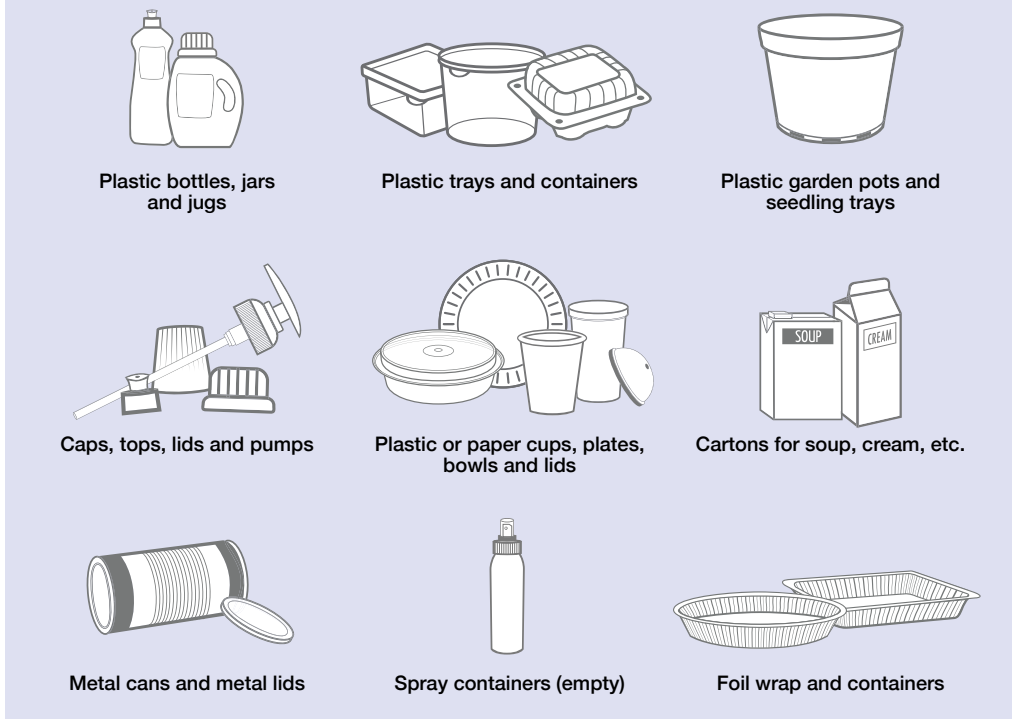 Plastic bottles, jars
and jugs
Plastic trays and containers
Plastic garden pots and
seedling trays
SOUP
CREAM
Caps, tops, lids and pumps
Plastic or paper cups, plates,
bowls and lids
Cartons for soup, cream, etc.
Metal cans and metal lids
Spray containers (empty)
Foil wrap and containers